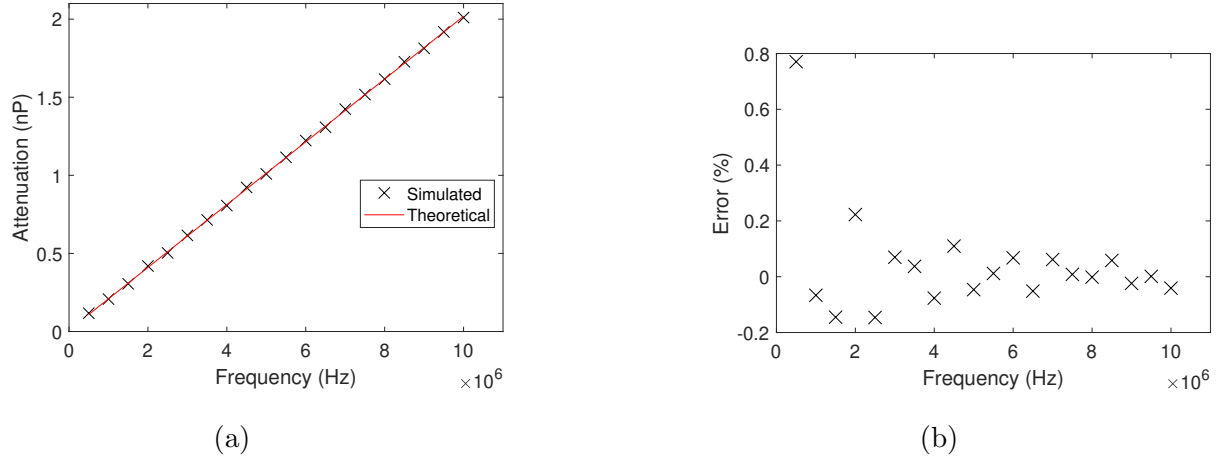 2
1.5
1
0.5
0
Attenuation (nP)
Simulated
Theoretical
0 2 4 6 8 10
Frequency (Hz)
×10^6
(a)
0.8
0.6
0.4
0.2
0
-0.2
Error (%)
0 2 4 6 8 10
Frequency (Hz)
×10^6
(b)